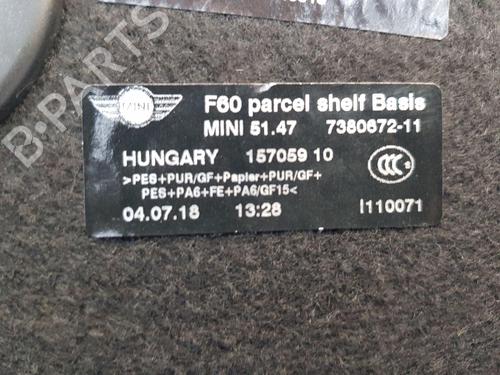 MINI
F60 parcel shelf Basis
MINI 51.47 7380672-11
HUNGARY 157059 10
CCC
>PES+PUR/GF+Papier+PUR/GF+
PES+PA6+FE+PA6/GF15<
04.07.18 13:28 I110071
B-PARTS